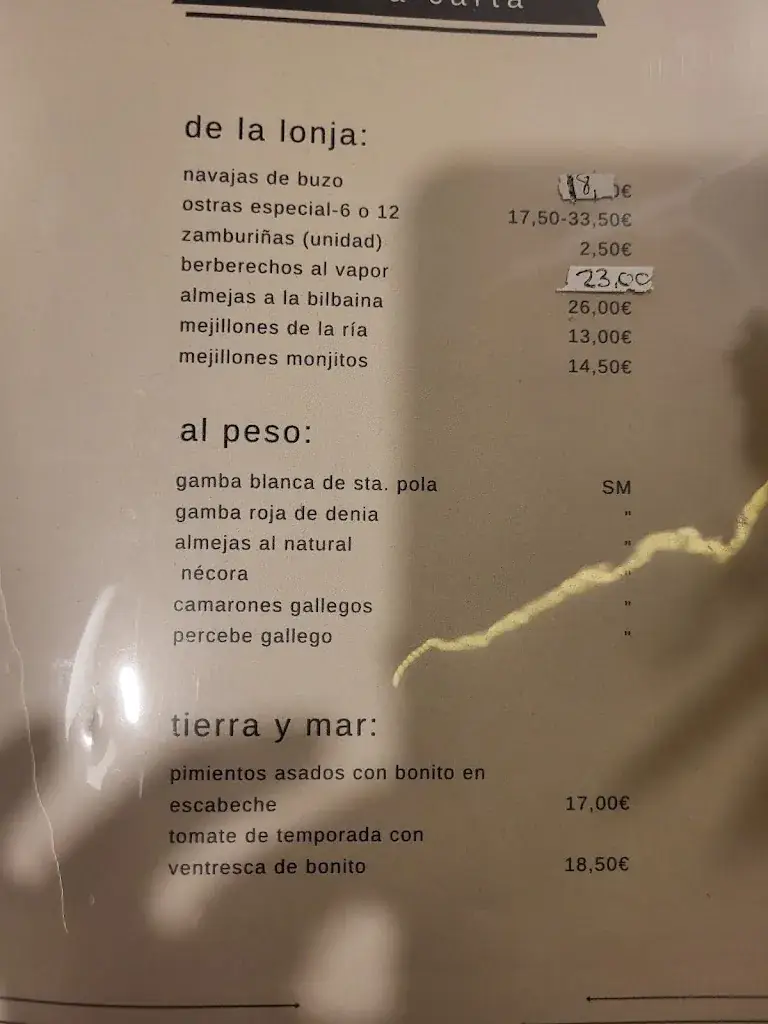 carta
de la lonja:
navajas de buzo 18, 0€
ostras especial-6 o 12 17,50-33,50€
zamburiñas (unidad) 2,50€
berberechos al vapor 23,00
almejas a la bilbaina 26,00€
mejillones de la ría 13,00€
mejillones monjitos 14,50€
al peso:
gamba blanca de sta. pola SM
gamba roja de denia "
almejas al natural "
nécora "
camarones gallegos "
percebe gallego "
tierra y mar:
pimientos asados con bonito en
escabeche 17,00€
tomate de temporada con
ventresca de bonito 18,50€